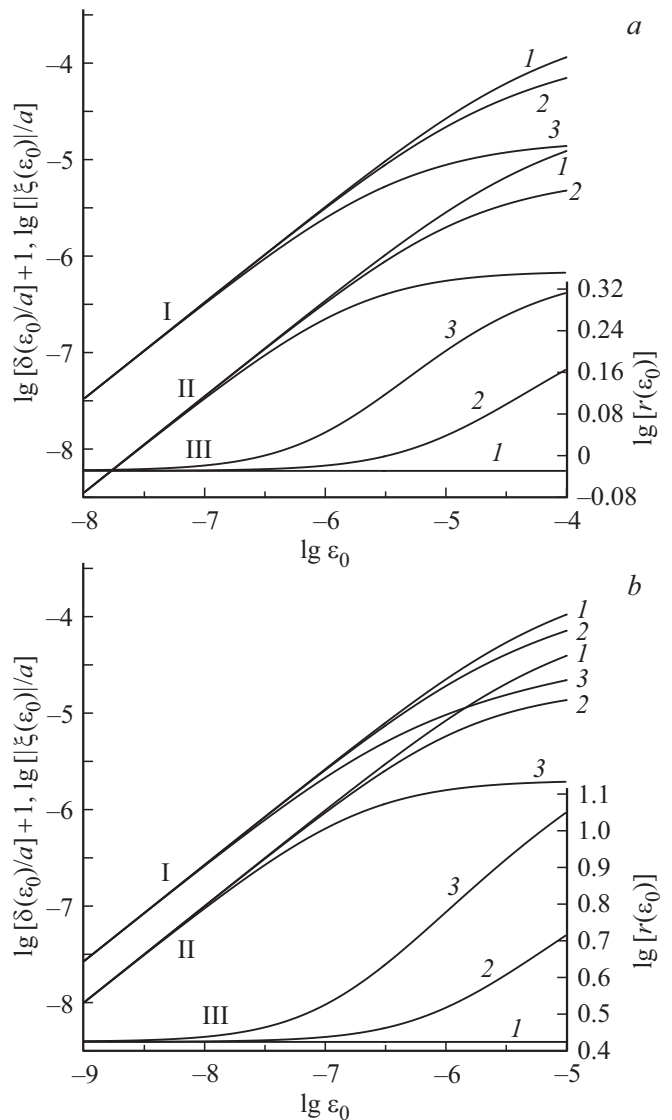 a
lg [δ(ε₀)/a] + 1, lg [|ξ(ε₀)|/a]
–4
–5
–6
–7
–8
1
2
3
1
2
I
II
III
3
2
1
0.32
0.24
0.16
0.08
0
–0.08
lg [r(ε₀)]
–8 –7 –6 –5 –4
lg ε₀
b
lg [δ(ε₀)/a] + 1, lg [|ξ(ε₀)|/a]
–4
–5
–6
–7
–8
1
2
1
3
2
3
I
II
III
3
2
1
1.1
1.0
0.9
0.8
0.7
0.6
0.5
0.4
lg [r(ε₀)]
–9 –8 –7 –6 –5
lg ε₀